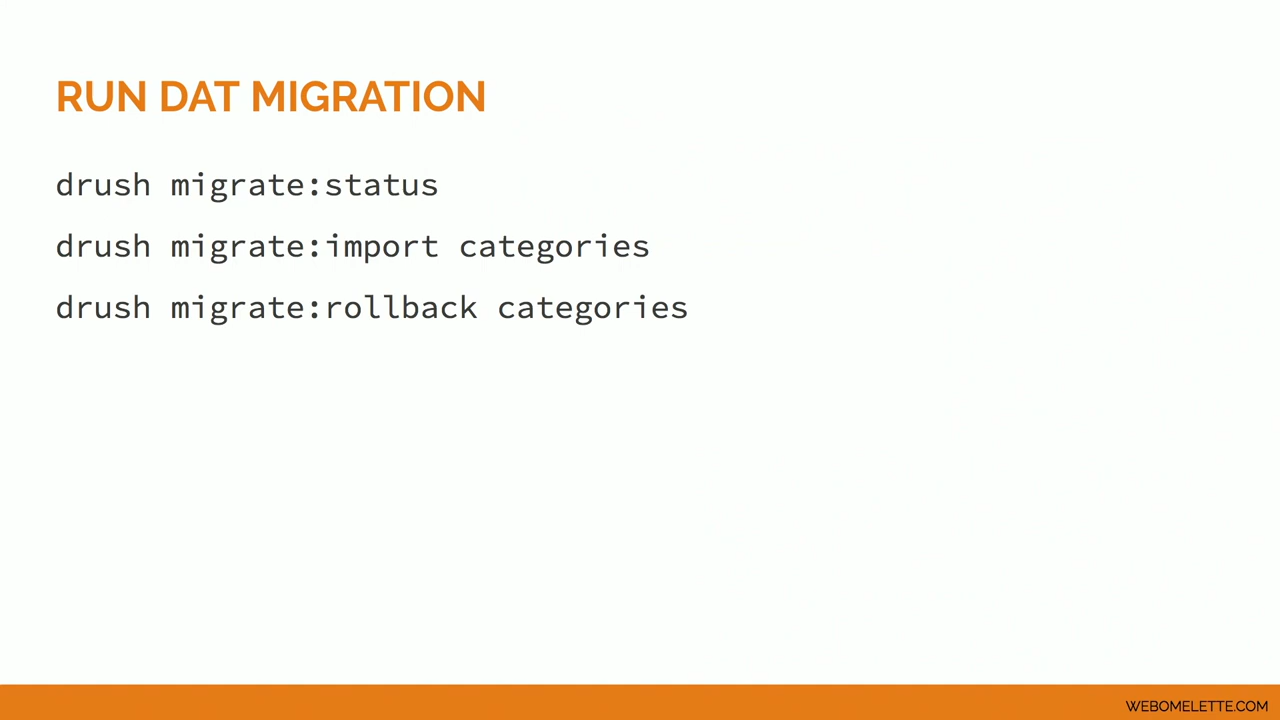 RUN DAT MIGRATION
drush migrate:status
drush migrate:import categories
drush migrate:rollback categories
WEBOMELETTE.COM